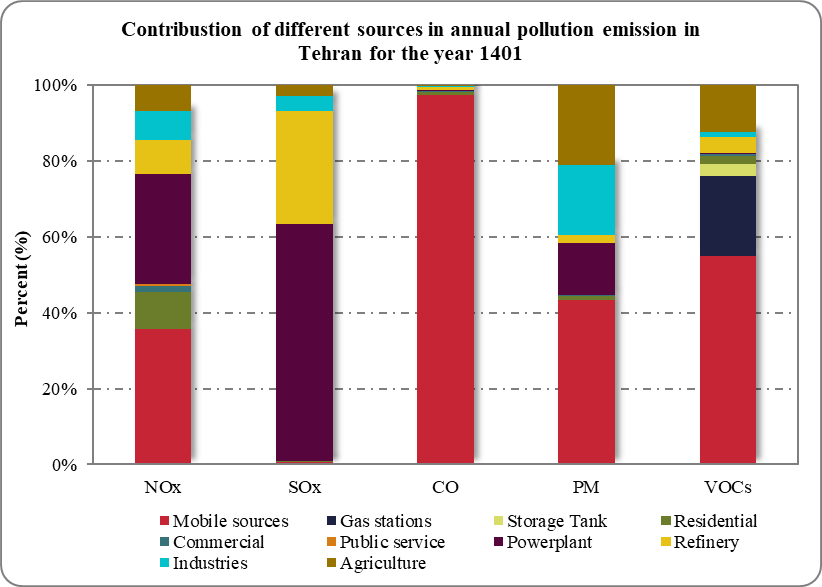 Contribustion of different sources in annual pollution emission in
Tehran for the year 1401
Percent (%)
100%
80%
60%
40%
20%
0%
NOx SOx CO PM VOCs
Mobile sources Gas stations Storage Tank Residential
Commercial Public service Powerplant Refinery
Industries Agriculture